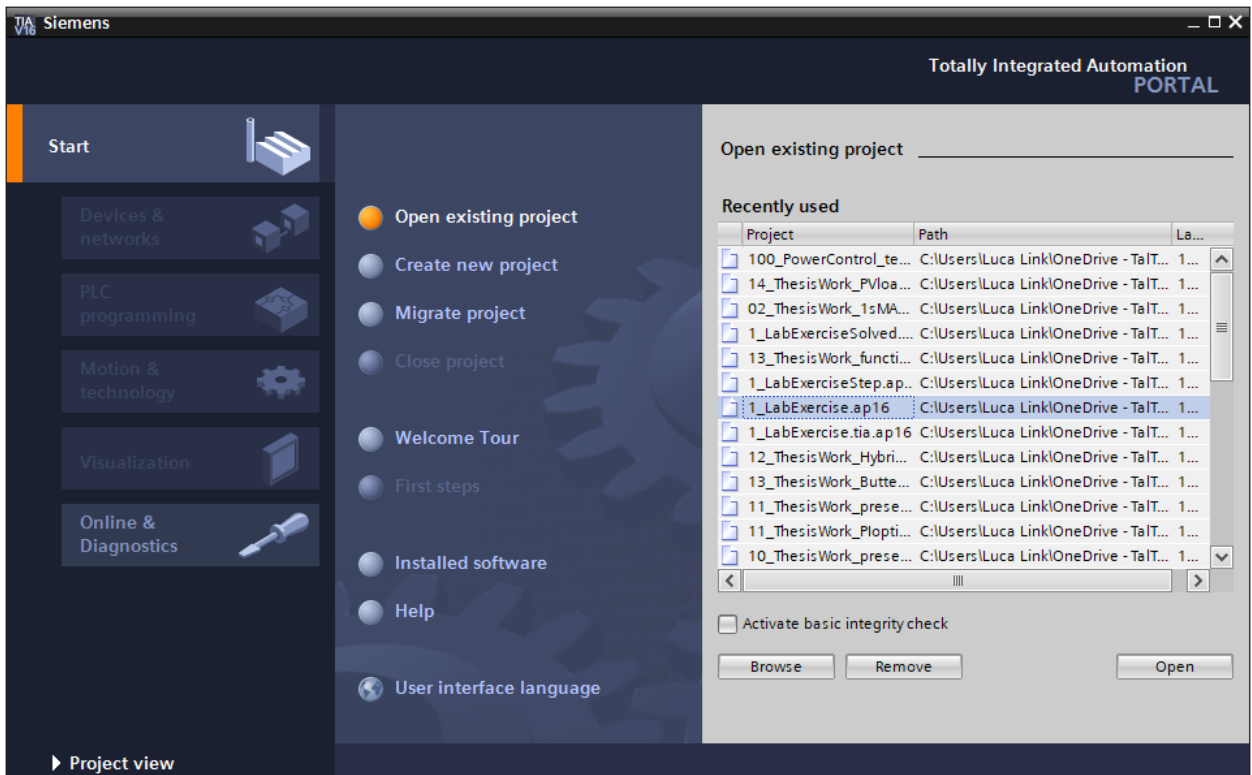 TIA V16 Siemens
Totally Integrated Automation
PORTAL
Start
Devices &
networks
PLC
programming
Motion &
technology
Visualization
Online &
Diagnostics
Project view
Open existing project
Create new project
Migrate project
Close project
Welcome Tour
First steps
Installed software
Help
User interface language
Open existing project
Recently used
Project Path La...
100_PowerControl_te... C:\Users\Luca Link\OneDrive - TalT... 1...
14_ThesisWork_PVloa... C:\Users\Luca Link\OneDrive - TalT... 1...
02_ThesisWork_1sMA... C:\Users\Luca Link\OneDrive - TalT... 1...
1_LabExerciseSolved.... C:\Users\Luca Link\OneDrive - TalT... 1...
13_ThesisWork_functi... C:\Users\Luca Link\OneDrive - TalT... 1...
1_LabExerciseStep.ap... C:\Users\Luca Link\OneDrive - TalT... 1...
1_LabExercise.ap16 C:\Users\Luca Link\OneDrive - TalT... 1...
1_LabExercise.tia.ap16 C:\Users\Luca Link\OneDrive - TalT... 1...
12_ThesisWork_Hybri... C:\Users\Luca Link\OneDrive - TalT... 1...
13_ThesisWork_Butte... C:\Users\Luca Link\OneDrive - TalT... 1...
11_ThesisWork_prese... C:\Users\Luca Link\OneDrive - TalT... 1...
11_ThesisWork_PIopti... C:\Users\Luca Link\OneDrive - TalT... 1...
10_ThesisWork_prese... C:\Users\Luca Link\OneDrive - TalT... 1...
Activate basic integrity check
Browse Remove Open